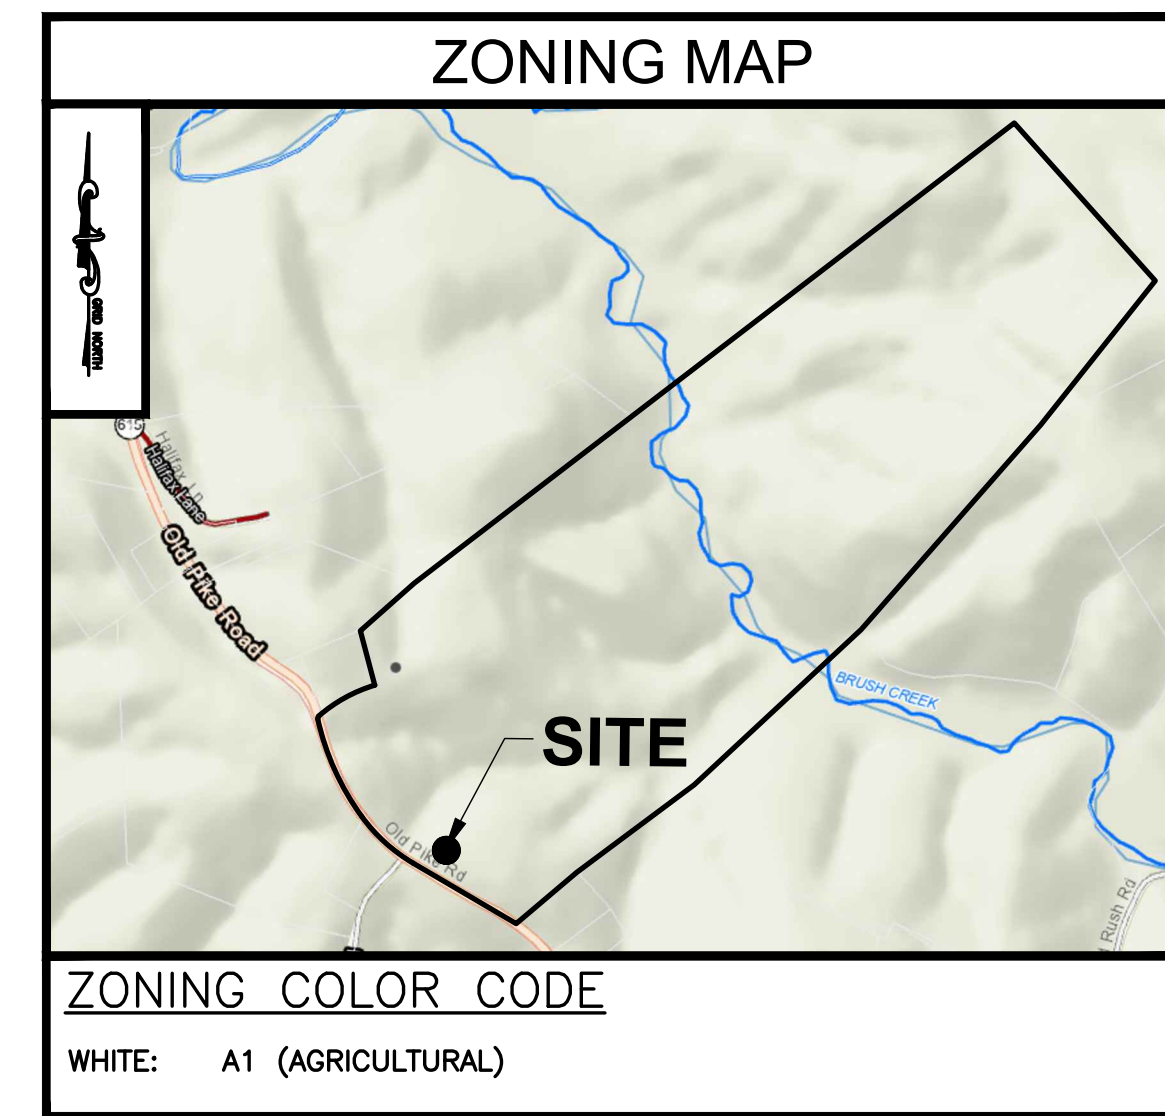 ZONING MAP
GRID NORTH
615
Halifax Ln
Halifax Lane
Old Pike Road
BRUSH CREEK
SITE
Old Pike Rd
Rush Rd
ZONING COLOR CODE
WHITE: A1 (AGRICULTURAL)